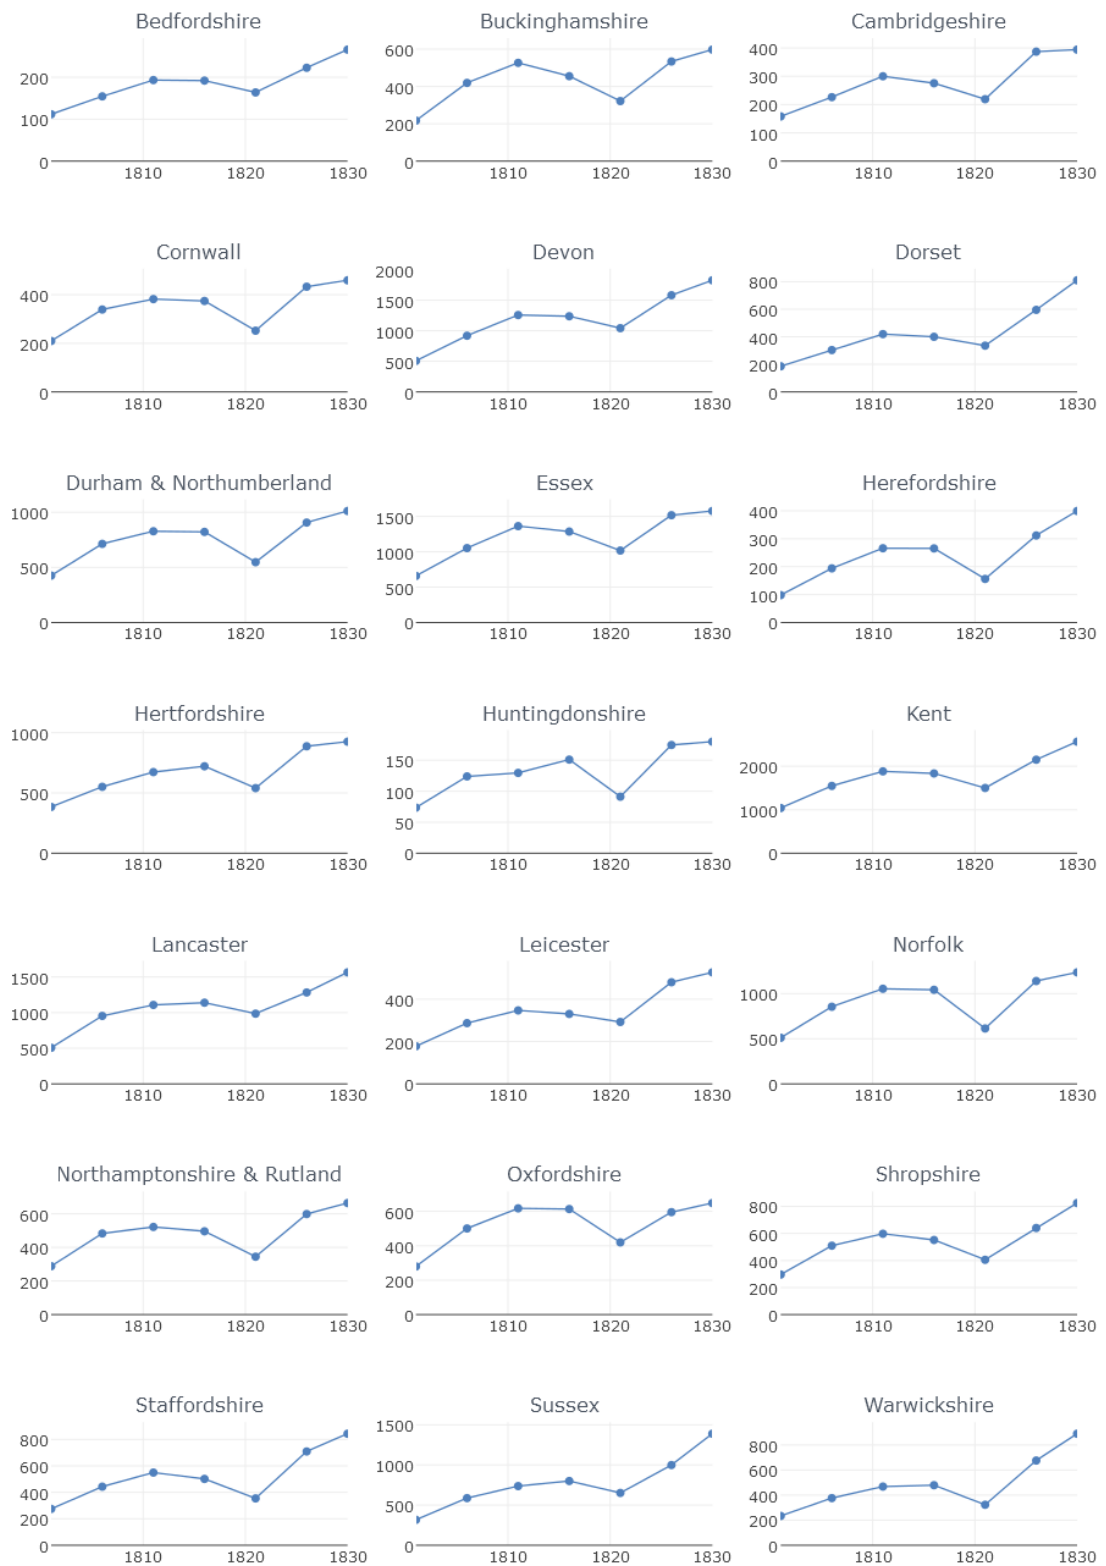 Bedfordshire Buckinghamshire Cambridgeshire
600 400
200 400 300
200
100 200 100
0 0 0
1810 1820 1830 1810 1820 1830 1810 1820 1830
Cornwall Devon Dorset
2000
400 1500 800
600
200 1000 400
500 200
0 0 0
1810 1820 1830 1810 1820 1830 1810 1820 1830
Durham & Northumberland Essex Herefordshire
1000 1500 400
300
500 1000 200
500 100
0 0 0
1810 1820 1830 1810 1820 1830 1810 1820 1830
Hertfordshire Huntingdonshire Kent
1000 150 2000
500 100 1000
50
0 0 0
1810 1820 1830 1810 1820 1830 1810 1820 1830
Lancaster Leicester Norfolk
1500 400 1000
1000 200 500
500
0 0 0
1810 1820 1830 1810 1820 1830 1810 1820 1830
Northamptonshire & Rutland Oxfordshire Shropshire
600 600 800
400 400 600
400
200 200 200
0 0 0
1810 1820 1830 1810 1820 1830 1810 1820 1830
Staffordshire Sussex Warwickshire
1500
800 1000 800
600 600
400 500 400
200 200
0 0 0
1810 1820 1830 1810 1820 1830 1810 1820 1830